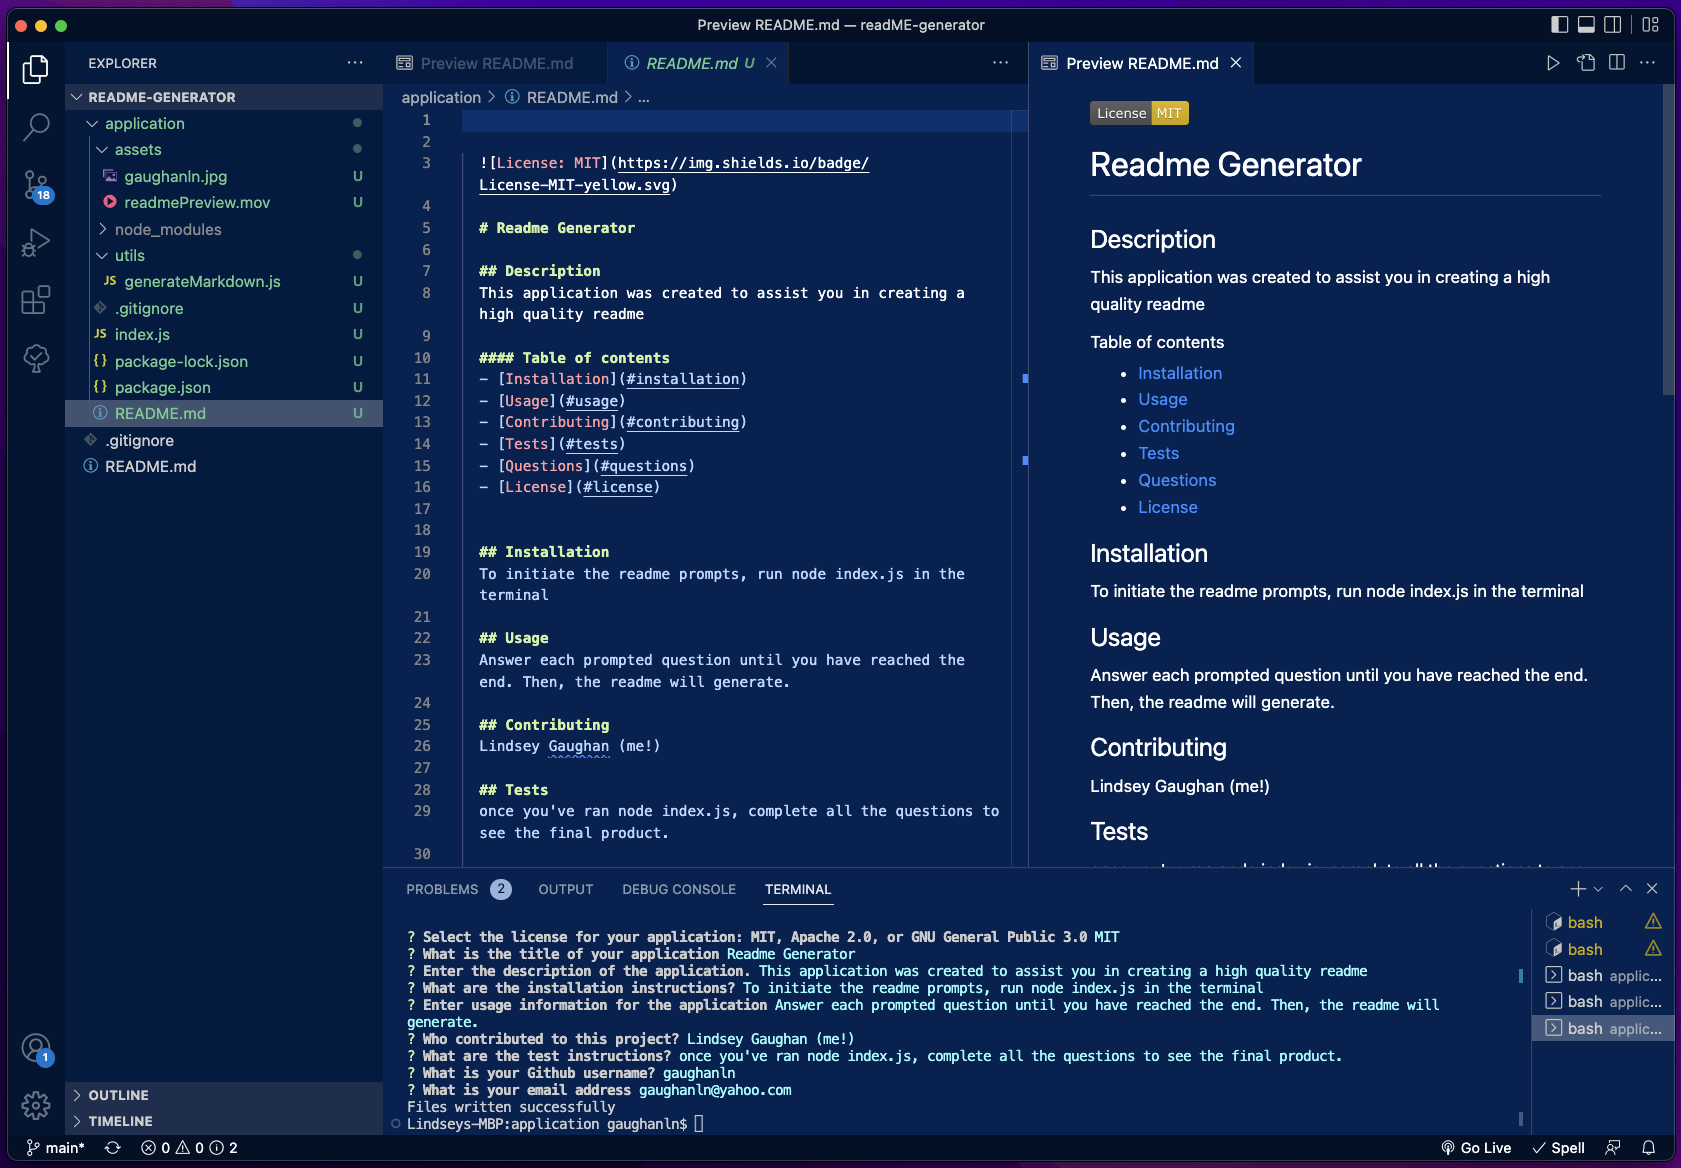 Preview README.md — readME-generator
EXPLORER
README-GENERATOR
application
assets
gaughanln.jpg U
readmePreview.mov U
node_modules
utils
JS generateMarkdown.js U
.gitignore U
JS index.js U
{} package-lock.json U
{} package.json U
README.md U
.gitignore
README.md
OUTLINE
TIMELINE
18
1
Preview README.md
README.md U
application > README.md > ...
1
2
3 ![License: MIT](https://img.shields.io/badge/
License-MIT-yellow.svg)
4
5 # Readme Generator
6
7 ## Description
8 This application was created to assist you in creating a
high quality readme
9
10 #### Table of contents
11 - [Installation](#installation)
12 - [Usage](#usage)
13 - [Contributing](#contributing)
14 - [Tests](#tests)
15 - [Questions](#questions)
16 - [License](#license)
17
18
19 ## Installation
20 To initiate the readme prompts, run node index.js in the
terminal
21
22 ## Usage
23 Answer each prompted question until you have reached the
end. Then, the readme will generate.
24
25 ## Contributing
26 Lindsey Gaughan (me!)
27
28 ## Tests
29 once you've ran node index.js, complete all the questions to
see the final product.
30
Preview README.md
License MIT
Readme Generator
Description
This application was created to assist you in creating a high
quality readme
Table of contents
• Installation
• Usage
• Contributing
• Tests
• Questions
• License
Installation
To initiate the readme prompts, run node index.js in the terminal
Usage
Answer each prompted question until you have reached the end.
Then, the readme will generate.
Contributing
Lindsey Gaughan (me!)
Tests
PROBLEMS 2 OUTPUT DEBUG CONSOLE TERMINAL
? Select the license for your application: MIT, Apache 2.0, or GNU General Public 3.0 MIT
? What is the title of your application Readme Generator
? Enter the description of the application. This application was created to assist you in creating a high quality readme
? What are the installation instructions? To initiate the readme prompts, run node index.js in the terminal
? Enter usage information for the application Answer each prompted question until you have reached the end. Then, the readme will
generate.
? Who contributed to this project? Lindsey Gaughan (me!)
? What are the test instructions? once you've ran node index.js, complete all the questions to see the final product.
? What is your Github username? gaughanln
? What is your email address gaughanln@yahoo.com
Files written successfully
Lindseys-MBP:application gaughanln$
bash
bash
bash applic...
bash applic...
bash applic...
main* 0 0 2
Go Live Spell